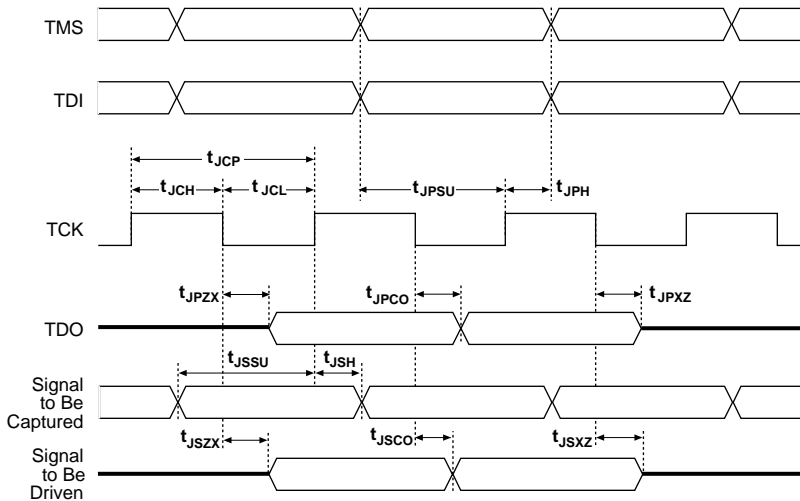 TMS
TDI
tJCP
tJCH
tJCL
tJPSU
tJPH
TCK
tJPZX
tJPCO
tJPXZ
TDO
tJSSU
tJSH
Signal
to Be
Captured
tJSZX
tJSCO
tJSXZ
Signal
to Be
Driven